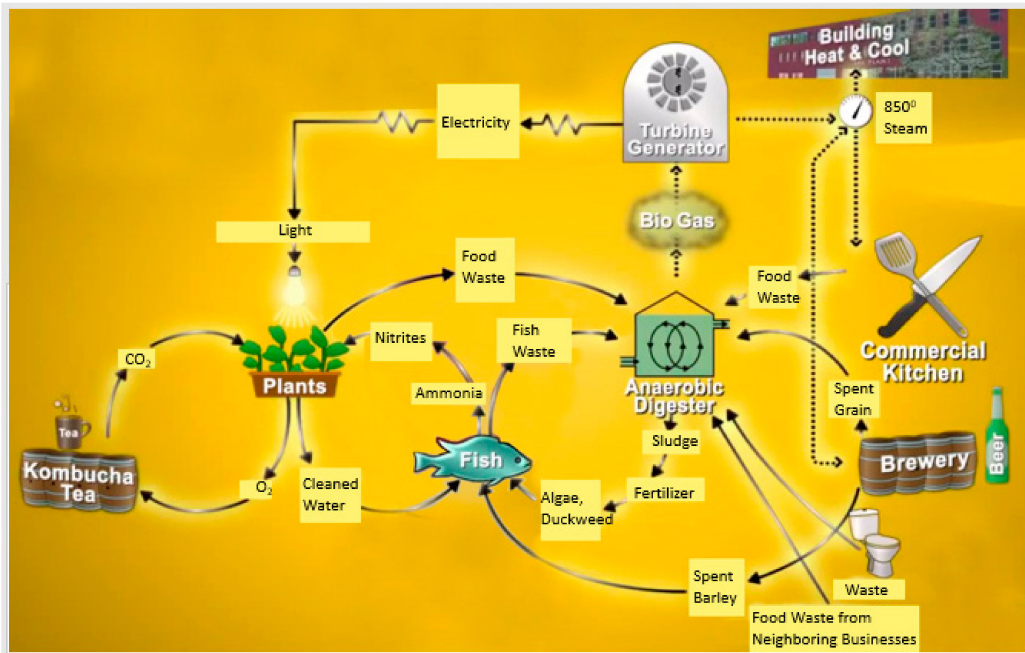 Building
Heat & Cool
850⁰
Steam
Electricity
Turbine
Generator
Bio Gas
Light
Food
Waste
Food
Waste
Nitrites
Fish
Waste
CO₂
Plants
Commercial
Kitchen
Anaerobic
Digester
Ammonia
Spent
Grain
Tea
Kombucha
Tea
Sludge
Fish
Brewery
Beer
O₂
Cleaned
Water
Algae,
Duckweed
Fertilizer
Spent
Barley
Waste
Food Waste from
Neighboring Businesses